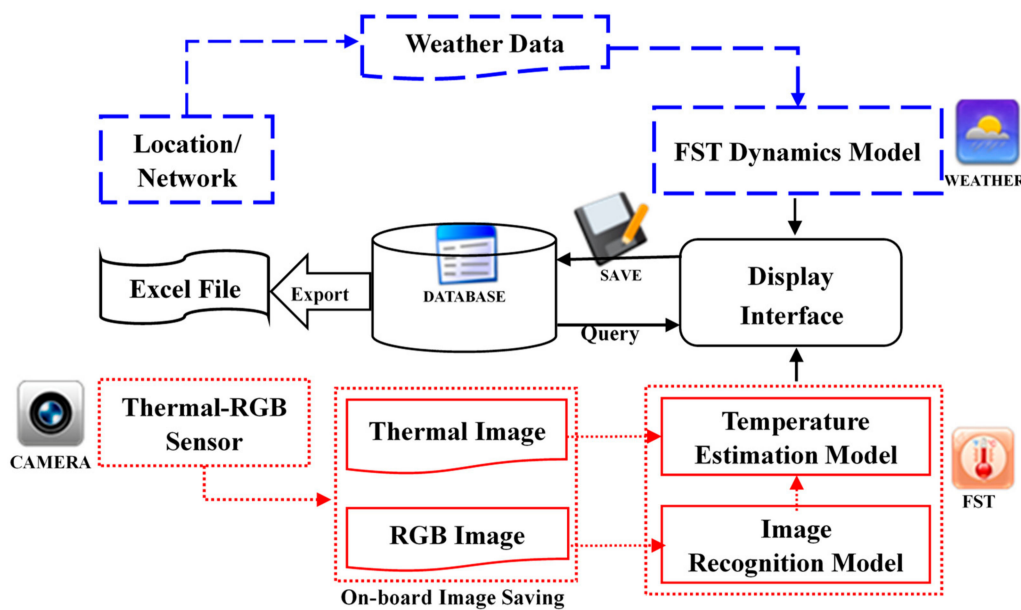 Weather Data
Location/
Network
FST Dynamics Model
WEATHER
Excel File
Export
DATABASE
SAVE
Query
Display
Interface
CAMERA
Thermal-RGB
Sensor
Thermal Image
RGB Image
On-board Image Saving
Temperature
Estimation Model
Image
Recognition Model
FST